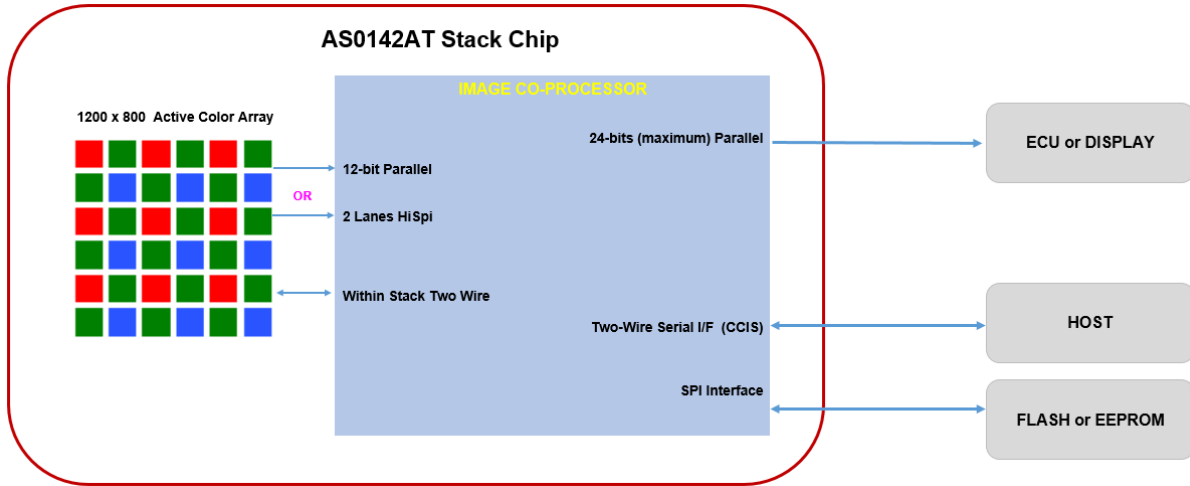 AS0142AT Stack Chip
IMAGE CO-PROCESSOR
1200 x 800 Active Color Array
24-bits (maximum) Parallel
ECU or DISPLAY
12-bit Parallel
OR
2 Lanes HiSpi
Within Stack Two Wire
Two-Wire Serial I/F (CCIS)
HOST
SPI Interface
FLASH or EEPROM